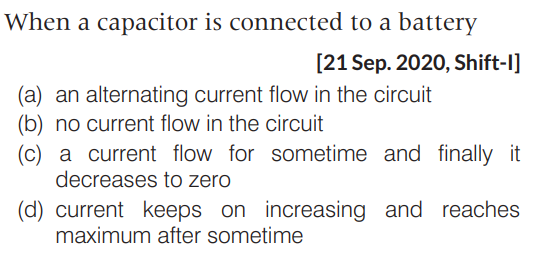 When a capacitor is connected to a battery
[21 Sep. 2020, Shift-I]
(a) an alternating current flow in the circuit
(b) no current flow in the circuit
(c) a current flow for sometime and finally it
decreases to zero
(d) current keeps on increasing and reaches
maximum after sometime